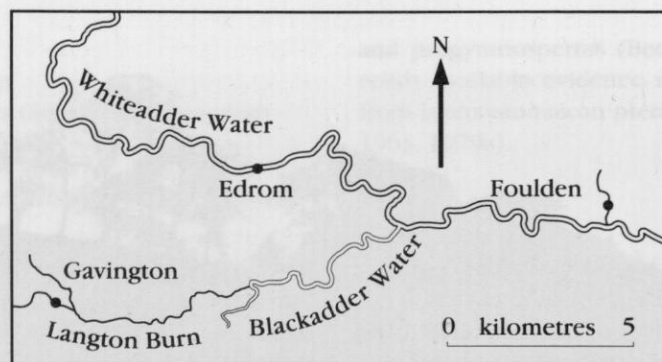 N
Whiteadder Water
Edrom
Foulden
Gavington
Blackadder Water
Langton Burn
0 kilometres 5